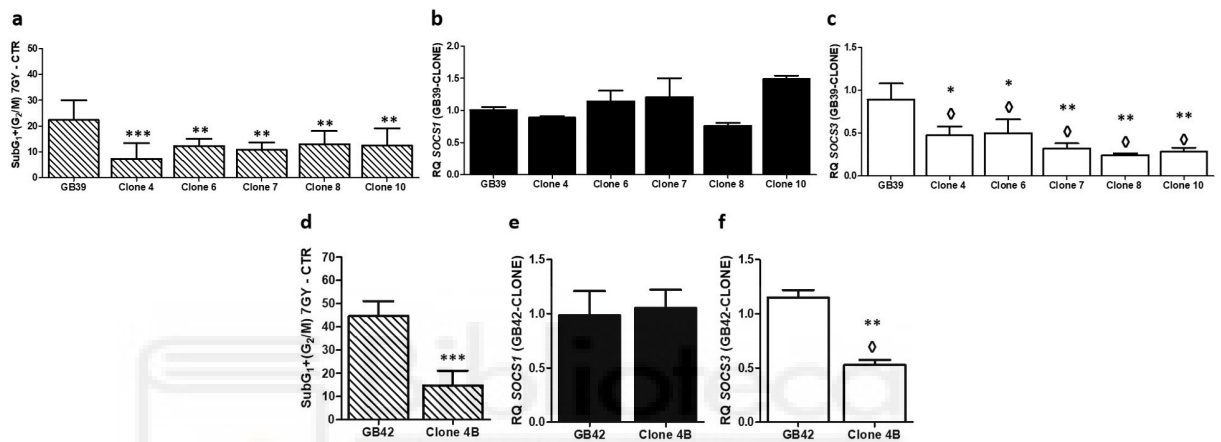 a
SubG1+(G2/M) 7GY - CTR
50
40
30
20
10
0
***
**
**
**
**
GB39 Clone 4 Clone 6 Clone 7 Clone 8 Clone 10
b
RQ SOCS1 (GB39-CLONE)
2.0
1.5
1.0
0.5
0.0
GB39 Clone 4 Clone 6 Clone 7 Clone 8 Clone 10
c
RQ SOCS3 (GB39-CLONE)
1.5
1.0
0.5
0.0
* * ** ** **
◊ ◊ ◊ ◊ ◊
GB39 Clone 4 Clone 6 Clone 7 Clone 8 Clone 10
d
SubG1+(G2/M) 7GY - CTR
70
60
50
40
30
20
10
0
***
GB42 Clone 4B
e
RQ SOCS1 (GB42-CLONE)
1.5
1.0
0.5
0.0
GB42 Clone 4B
f
RQ SOCS3 (GB42-CLONE)
1.5
1.0
0.5
0.0
**
◊
GB42 Clone 4B
Biblioteca